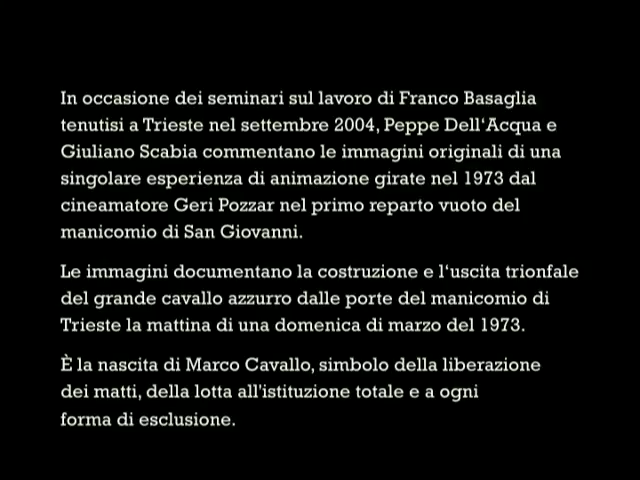 In occasione dei seminari sul lavoro di Franco Basaglia
tenutisi a Trieste nel settembre 2004, Peppe Dell‘Acqua e
Giuliano Scabia commentano le immagini originali di una
singolare esperienza di animazione girate nel 1973 dal
cineamatore Geri Pozzar nel primo reparto vuoto del
manicomio di San Giovanni.
Le immagini documentano la costruzione e l‘uscita trionfale
del grande cavallo azzurro dalle porte del manicomio di
Trieste la mattina di una domenica di marzo del 1973.
È la nascita di Marco Cavallo, simbolo della liberazione
dei matti, della lotta all'istituzione totale e a ogni
forma di esclusione.